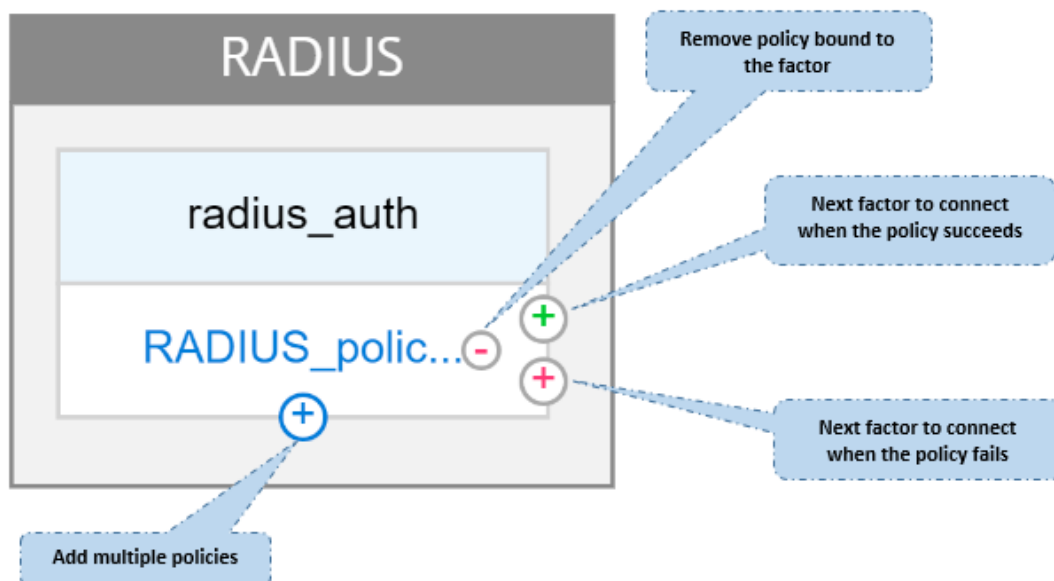 RADIUS
Remove policy bound to
the factor
radius_auth
Next factor to connect
when the policy succeeds
RADIUS_polic...
-
+
+
+
Next factor to connect
when the policy fails
Add multiple policies